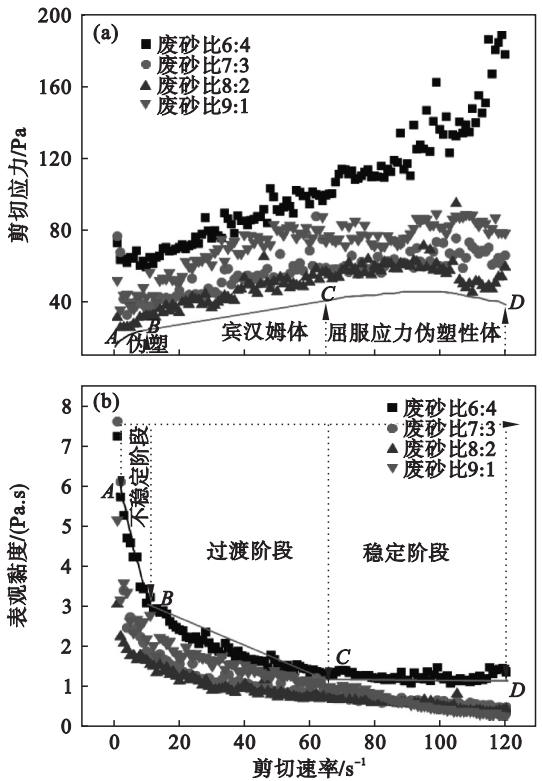 (a)
废砂比6:4
废砂比7:3
废砂比8:2
废砂比9:1
200
160
120
80
40
剪切应力/Pa
A
B
C
D
伪塑
宾汉姆体
屈服应力伪塑性体
(b)
废砂比6:4
废砂比7:3
废砂比8:2
废砂比9:1
8
7
6
5
4
3
2
1
0
表观黏度/(Pa.s)
A
B
C
D
不稳定阶段
过渡阶段
稳定阶段
0 20 40 60 80 100 120
剪切速率/s⁻¹